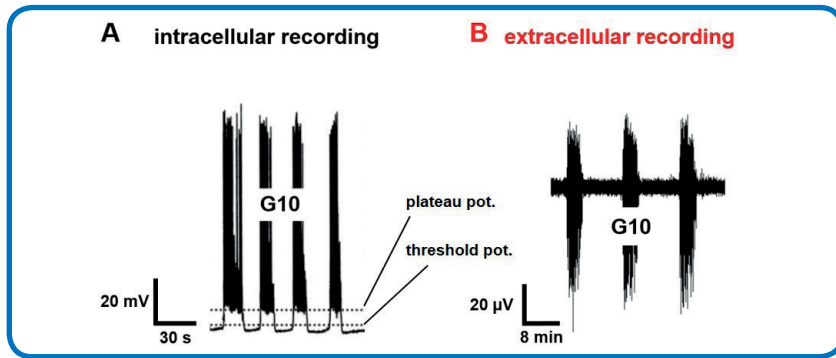 A intracellular recording
B extracellular recording
G10
plateau pot.
threshold pot.
20 mV
30 s
G10
20 µV
8 min